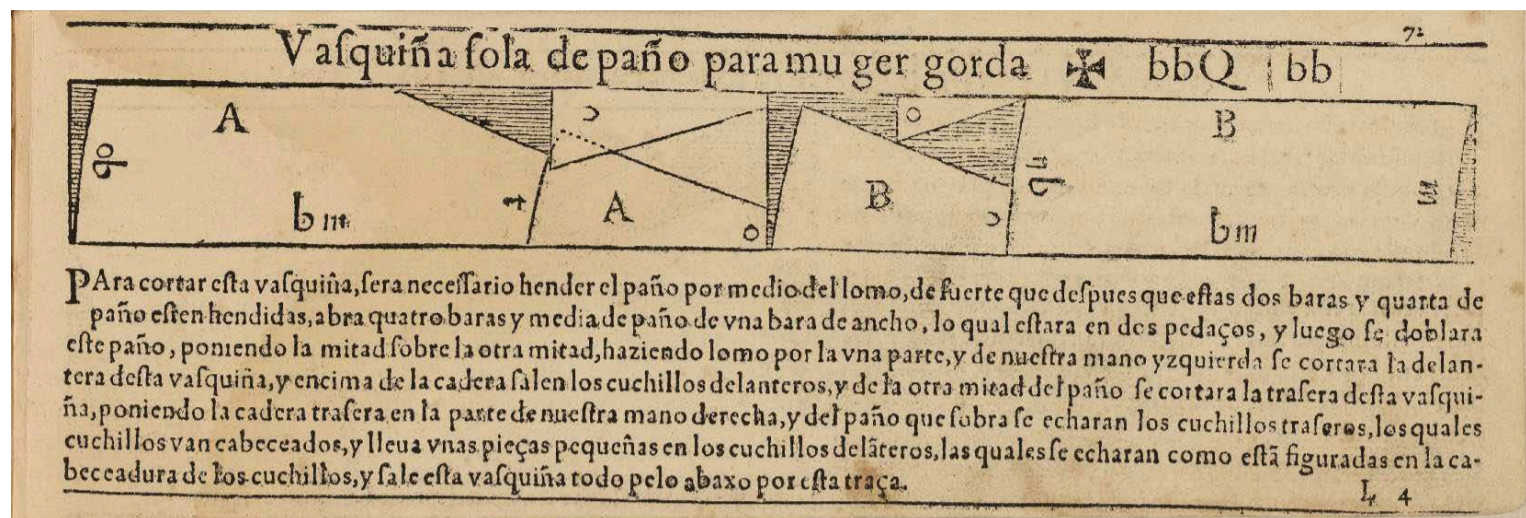 72
Vaſquiña ſola de paño para mu ger gorda ✠ bbQ | bb |
A
B
qo
b m
t
A
o
B
o
b m
m
PAra cortar eſta vaſquiña, ſera neceſſario hender el paño por medio del lomo, de ſuerte que deſpues que eſtas dos baras y quarta de
paño eſten hendidas, abra quatro baras y media de paño de vna bara de ancho, lo qual eſtara en dos pedaços, y luego ſe doblara
eſte paño, poniendo la mitad ſobre la otra mitad, haziendo lomo por la vna parte, y de nueſtra mano yzquierda ſe cortara la delan-
tera deſta vaſquiña, y encima de la cadera ſalen los cuchillos delanteros, y de la otra mitad del paño ſe cortara la traſera deſta vaſqui-
ña, poniendo la cadera traſera en la parte de nueſtra mano derecha, y del paño que ſobra ſe echaran los cuchillos traſeros, los quales
cuchillos van cabeceados, y lleua vnas pieças pequeñas en los cuchillos delãteros, las quales ſe echaran como eſtã figuradas en la ca-
beceadura de los cuchillos, y ſale eſta vaſquiña todo pelo abaxo por eſta traça.
L 4